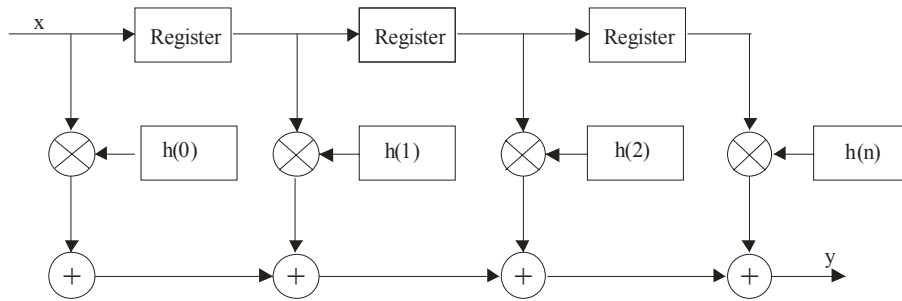 x
Register
Register
Register
h(0)
h(1)
h(2)
h(n)
+
+
+
+
y